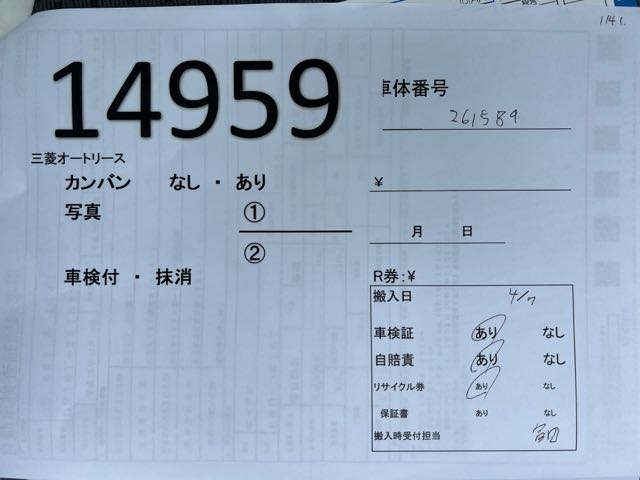 1141.
14959
車体番号
261589
三菱オートリース
カンバン なし ・ あり
¥
写真 ①
月 日
②
車検付 ・ 抹消
R券:¥
搬入日 4/7
車検証 あり なし
自賠責 あり なし
リサイクル券 あり なし
保証書 あり なし
搬入時受付担当 富田